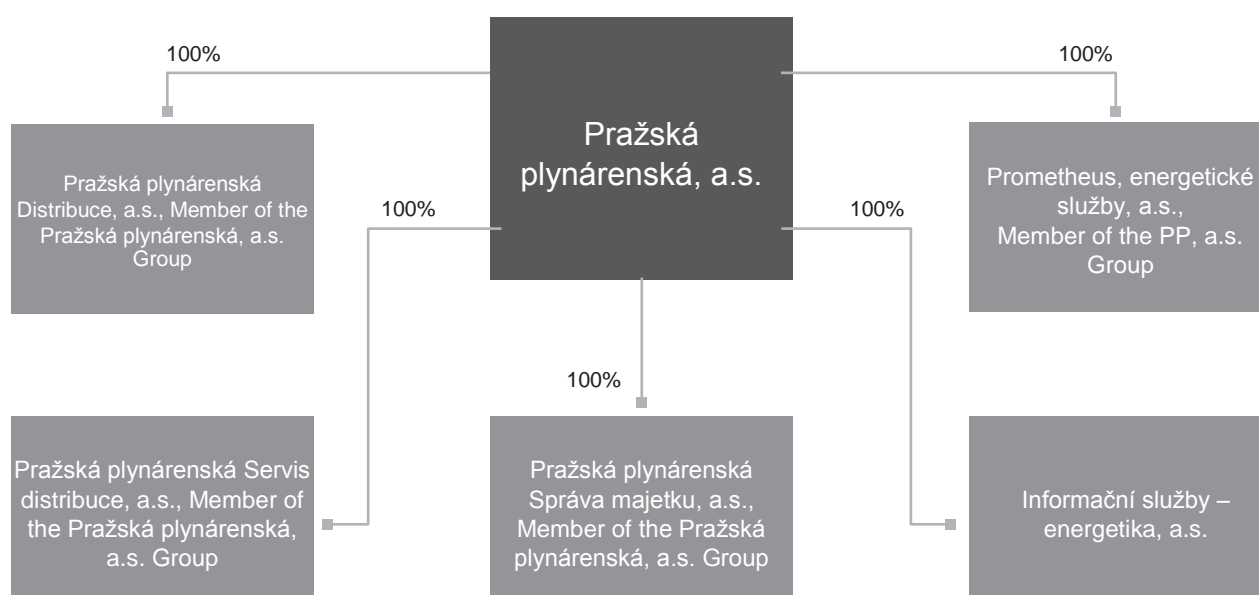 100%
100%
Pražská
plynárenská, a.s.
Pražská plynárenská
Distribuce, a.s., Member of the
Pražská plynárenská, a.s.
Group
Prometheus, energetické
služby, a.s.,
Member of the PP, a.s.
Group
100%
100%
100%
Pražská plynárenská Servis
distribuce, a.s., Member of
the Pražská plynárenská,
a.s. Group
Pražská plynárenská
Správa majetku, a.s.,
Member of the Pražská
plynárenská, a.s. Group
Informační služby –
energetika, a.s.